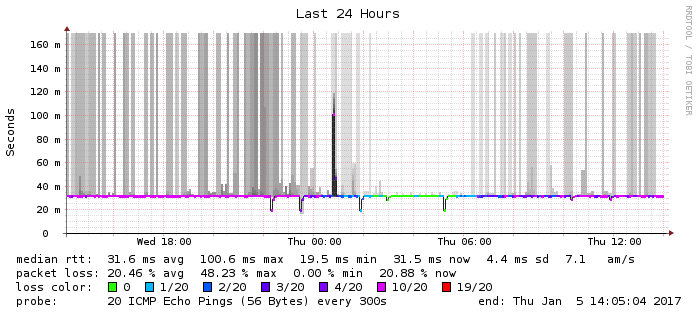 Last 24 Hours
RRDTOOL / TOBI OETIKER
Seconds
160 m
140 m
120 m
100 m
80 m
60 m
40 m
20 m
0
Wed 18:00 Thu 00:00 Thu 06:00 Thu 12:00
median rtt: 31.6 ms avg 100.6 ms max 19.5 ms min 31.5 ms now 4.4 ms sd 7.1 am/s
packet loss: 20.46 % avg 48.23 % max 0.00 % min 20.88 % now
loss color: 0 1/20 2/20 3/20 4/20 10/20 19/20
probe: 20 ICMP Echo Pings (56 Bytes) every 300s end: Thu Jan 5 14:05:04 2017